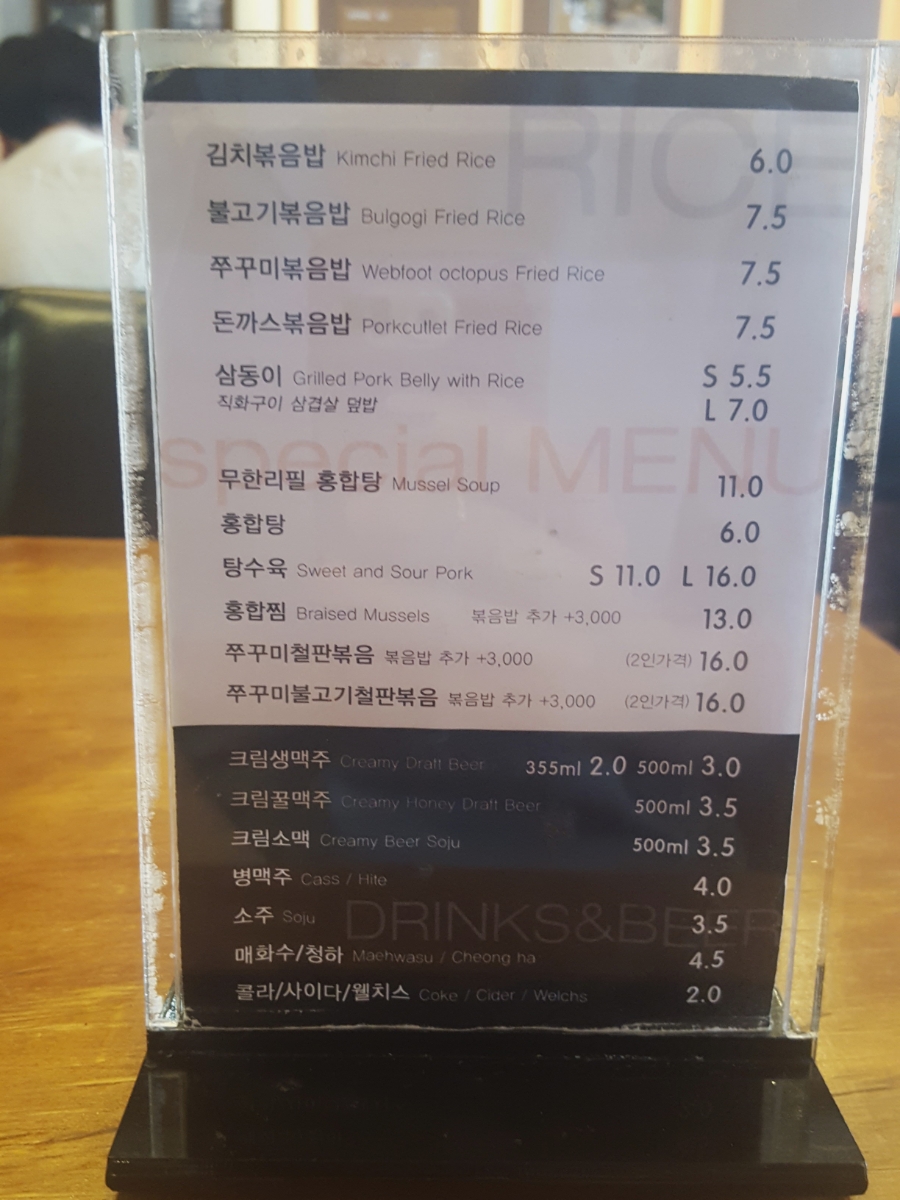 RICE
김치볶음밥 Kimchi Fried Rice 6.0
불고기볶음밥 Bulgogi Fried Rice 7.5
쭈꾸미볶음밥 Webfoot octopus Fried Rice 7.5
돈까스볶음밥 Porkcutlet Fried Rice 7.5
삼동이 Grilled Pork Belly with Rice S 5.5
직화구이 삼겹살 덮밥 L 7.0
special MENU
무한리필 홍합탕 Mussel Soup 11.0
홍합탕 6.0
탕수육 Sweet and Sour Pork S 11.0 L 16.0
홍합찜 Braised Mussels 볶음밥 추가 +3,000 13.0
쭈꾸미철판볶음 볶음밥 추가 +3,000 (2인가격) 16.0
쭈꾸미불고기철판볶음 볶음밥 추가 +3,000 (2인가격) 16.0
크림생맥주 Creamy Draft Beer 355ml 2.0 500ml 3.0
크림꿀맥주 Creamy Honey Draft Beer 500ml 3.5
크림소맥 Creamy Beer Soju 500ml 3.5
병맥주 Cass / Hite 4.0
소주 Soju 3.5
DRINKS&BEER
매화수/청하 Maehwasu / Cheong ha 4.5
콜라/사이다/웰치스 Coke / Cider / Welchs 2.0